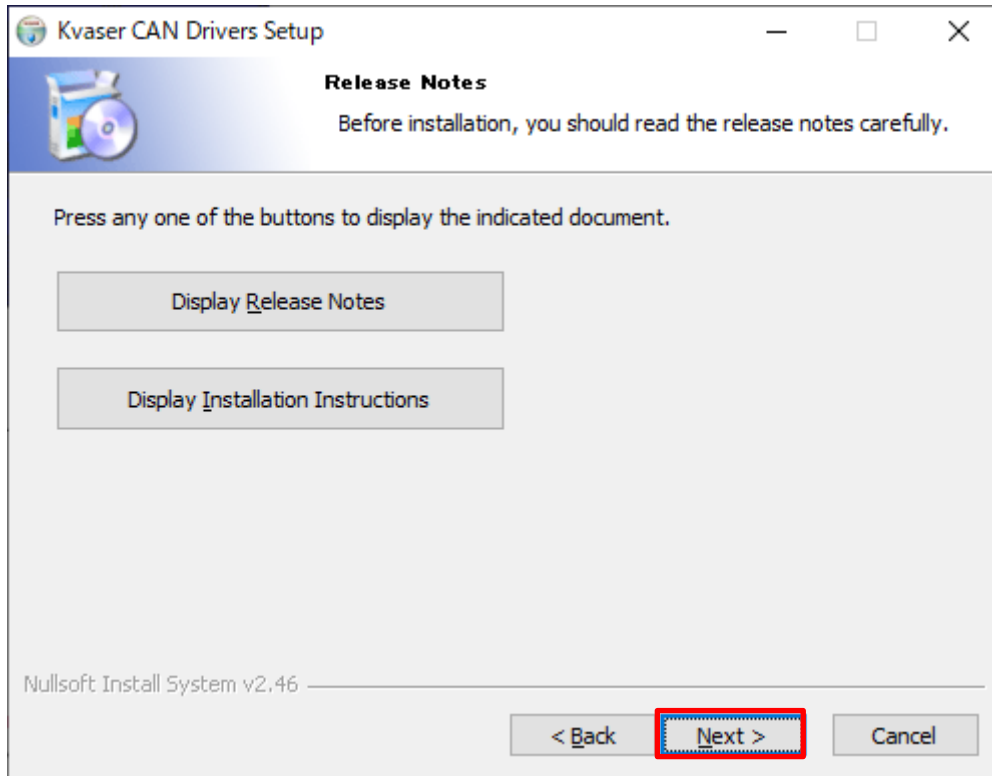 Kvaser CAN Drivers Setup
Release Notes
Before installation, you should read the release notes carefully.
Press any one of the buttons to display the indicated document.
Display Release Notes
Display Installation Instructions
Nullsoft Install System v2.46
< Back
Next >
Cancel